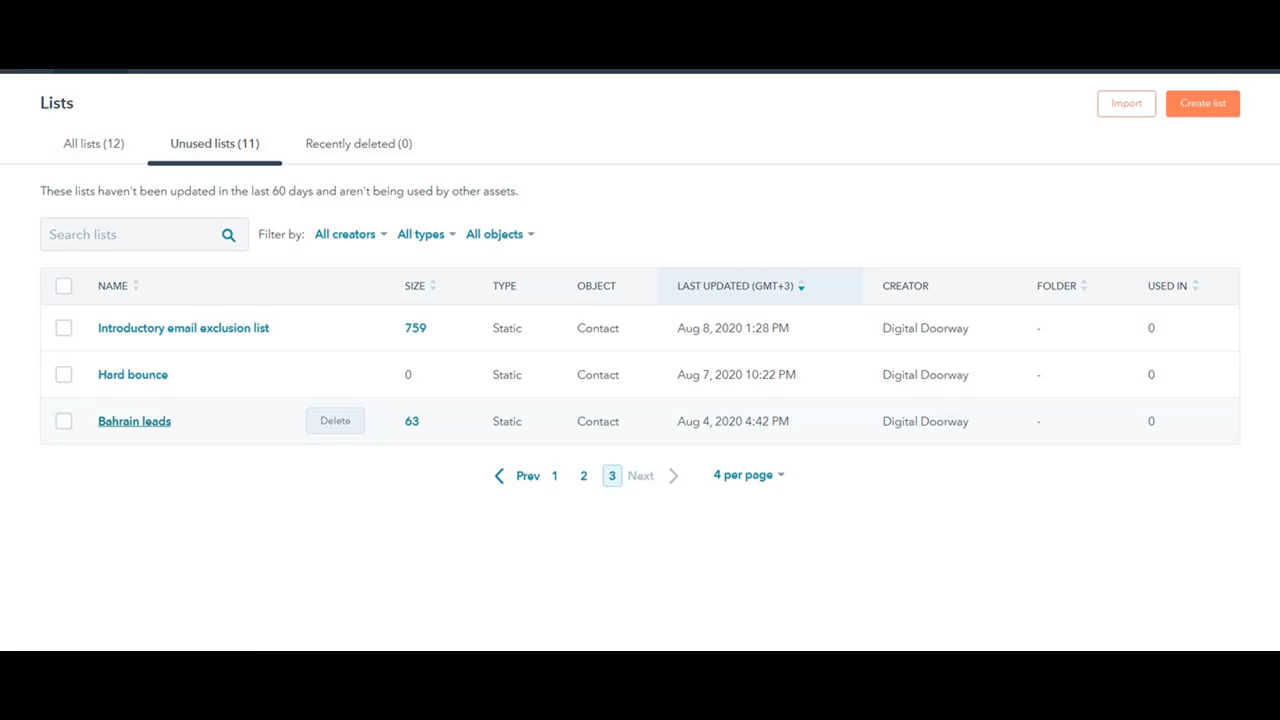 Lists
Import
Create list
All lists (12)
Unused lists (11)
Recently deleted (0)
These lists haven't been updated in the last 60 days and aren't being used by other assets.
Search lists
Filter by: All creators All types All objects
NAME SIZE TYPE OBJECT LAST UPDATED (GMT+3) CREATOR FOLDER USED IN
Introductory email exclusion list 759 Static Contact Aug 8, 2020 1:28 PM Digital Doorway - 0
Hard bounce 0 Static Contact Aug 7, 2020 10:22 PM Digital Doorway - 0
Bahrain leads Delete 63 Static Contact Aug 4, 2020 4:42 PM Digital Doorway - 0
Prev 1 2 3 Next 4 per page